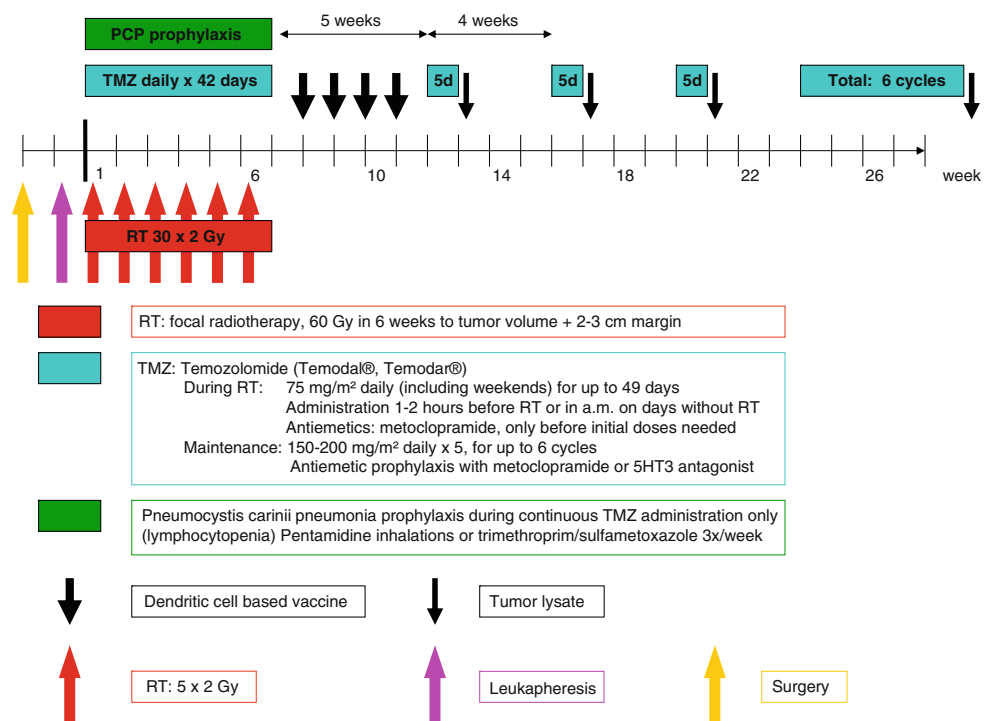 5 weeks
4 weeks
PCP prophylaxis
TMZ daily x 42 days
5d
5d
5d
Total: 6 cycles
1
6
10
14
18
22
26
week
RT 30 x 2 Gy
RT: focal radiotherapy, 60 Gy in 6 weeks to tumor volume + 2-3 cm margin
TMZ: Temozolomide (Temodal®, Temodar®)
During RT: 75 mg/m² daily (including weekends) for up to 49 days
Administration 1-2 hours before RT or in a.m. on days without RT
Antiemetics: metoclopramide, only before initial doses needed
Maintenance: 150-200 mg/m² daily x 5, for up to 6 cycles
Antiemetic prophylaxis with metoclopramide or 5HT3 antagonist
Pneumocystis carinii pneumonia prophylaxis during continuous TMZ administration only
(lymphocytopenia) Pentamidine inhalations or trimethroprim/sulfametoxazole 3x/week
Dendritic cell based vaccine
Tumor lysate
RT: 5 x 2 Gy
Leukapheresis
Surgery